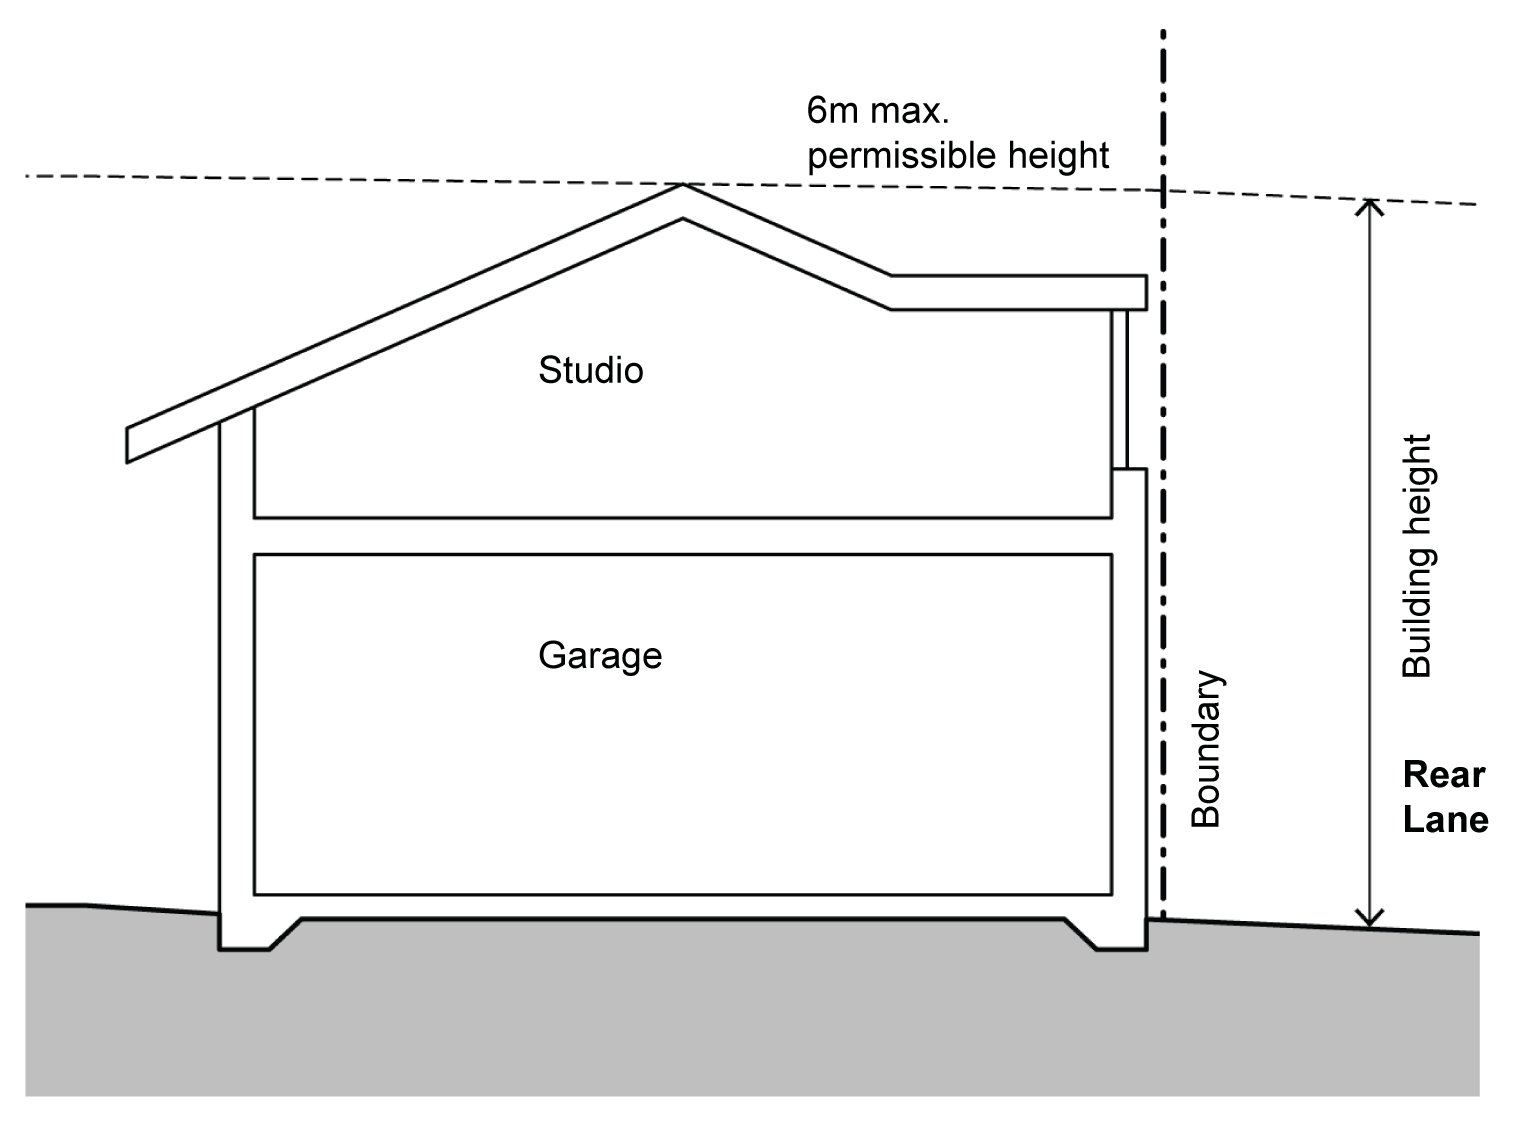 6m max.
permissible height
Studio
Garage
Boundary
Building height
Rear
Lane